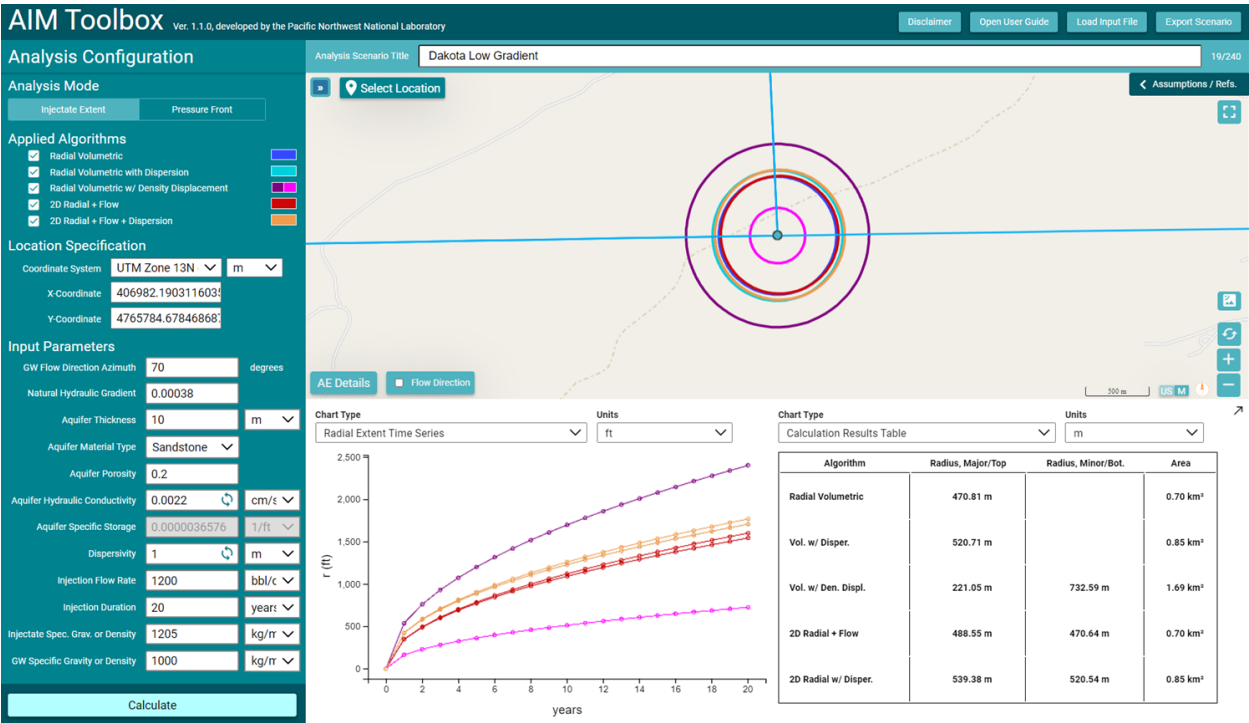 AIM Toolbox Ver. 1.1.0, developed by the Pacific Northwest National Laboratory
Disclaimer
Open User Guide
Load Input File
Export Scenario
Analysis Configuration
Analysis Mode
Injectate Extent
Pressure Front
Applied Algorithms
Radial Volumetric
Radial Volumetric with Dispersion
Radial Volumetric w/ Density Displacement
2D Radial + Flow
2D Radial + Flow + Dispersion
Location Specification
Coordinate System UTM Zone 13N m
X-Coordinate 406982.1903116035
Y-Coordinate 4765784.678468687
Input Parameters
GW Flow Direction Azimuth 70 degrees
Natural Hydraulic Gradient 0.00038
Aquifer Thickness 10 m
Aquifer Material Type Sandstone
Aquifer Porosity 0.2
Aquifer Hydraulic Conductivity 0.0022 cm/s
Aquifer Specific Storage 0.0000036576 1/ft
Dispersivity 1 m
Injection Flow Rate 1200 bbl/c
Injection Duration 20 years
Injectate Spec. Grav. or Density 1205 kg/m
GW Specific Gravity or Density 1000 kg/m
Calculate
Analysis Scenario Title Dakota Low Gradient 19/240
»
Select Location
Assumptions / Refs.
AE Details
Flow Direction
500 m
US M
Chart Type
Units
Radial Extent Time Series
ft
2,500
2,000
1,500
1,000
500
0
r (ft)
0 2 4 6 8 10 12 14 16 18 20
years
Chart Type
Units
Calculation Results Table
m
Algorithm Radius, Major/Top Radius, Minor/Bot. Area
Radial Volumetric 470.81 m 0.70 km²
Vol. w/ Disper. 520.71 m 0.85 km²
Vol. w/ Den. Displ. 221.05 m 732.59 m 1.69 km²
2D Radial + Flow 488.55 m 470.64 m 0.70 km²
2D Radial w/ Disper. 539.38 m 520.54 m 0.85 km²